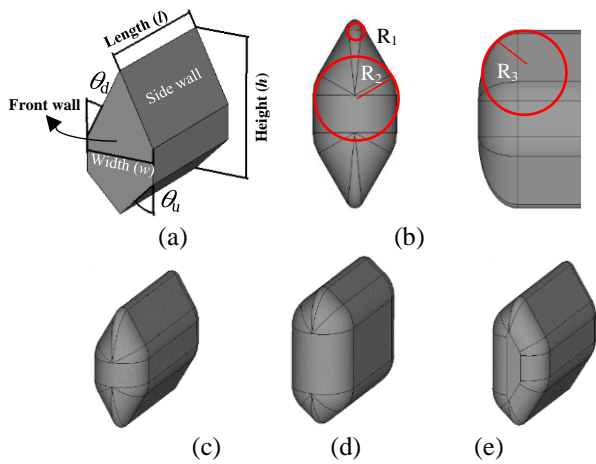 Length (l)
θd
Side wall
Front wall
Height (h)
Width (w)
θu
(a)
R1
R2
(b)
R3
(c)
(d)
(e)